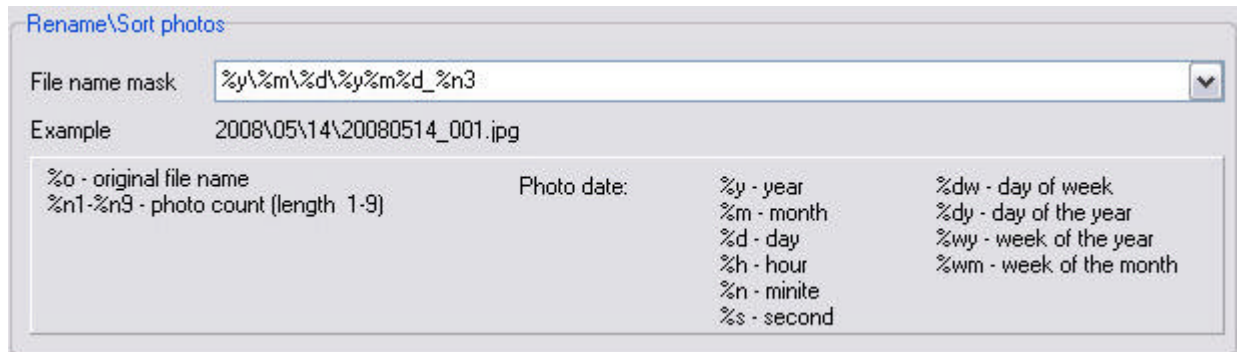 Rename\Sort photos
File name mask %y\%m\%d\%y%m%d_%n3
Example 2008\05\14\20080514_001.jpg
%o - original file name
%n1-%n9 - photo count (length 1-9)
Photo date:
%y - year
%m - month
%d - day
%h - hour
%n - minite
%s - second
%dw - day of week
%dy - day of the year
%wy - week of the year
%wm - week of the month